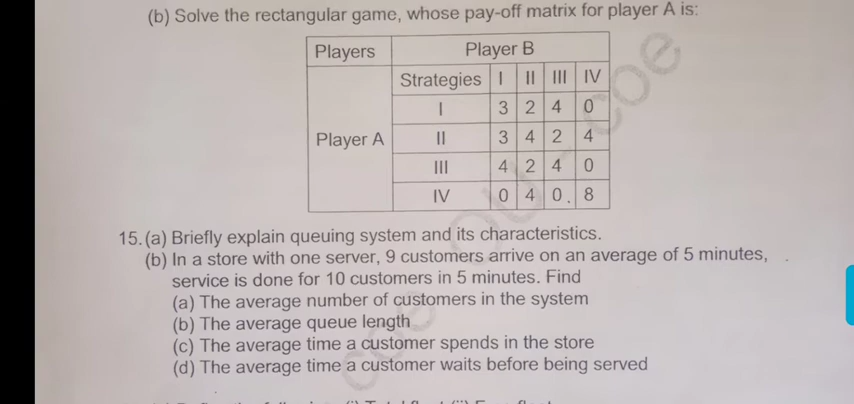 (b) Solve the rectangular game, whose pay-off matrix for player A is:
Players Player B
Strategies I II III IV
I 3 2 4 0
Player A II 3 4 2 4
III 4 2 4 0
IV 0 4 0. 8
15.(a) Briefly explain queuing system and its characteristics.
(b) In a store with one server, 9 customers arrive on an average of 5 minutes,
service is done for 10 customers in 5 minutes. Find
(a) The average number of customers in the system
(b) The average queue length
(c) The average time a customer spends in the store
(d) The average time a customer waits before being served